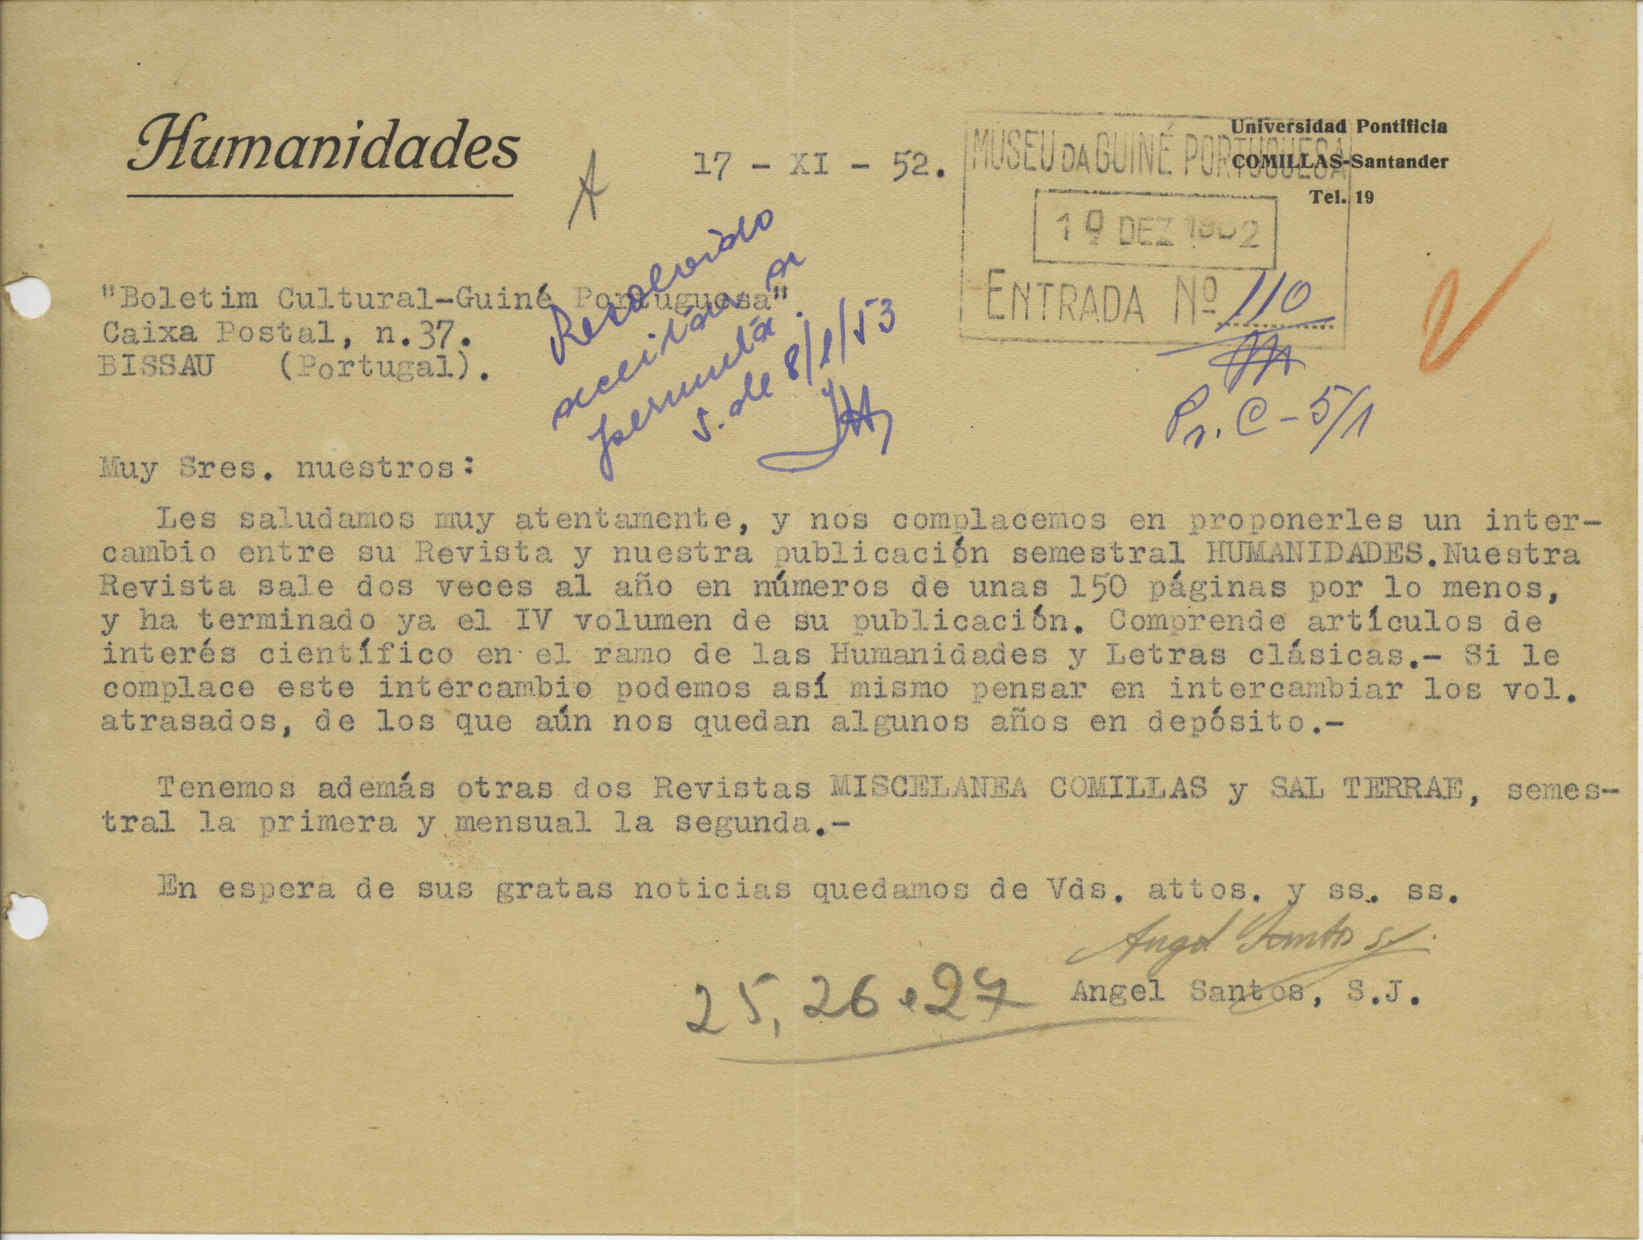 Humanidades
Universidad Pontificia
COMILLAS-Santander
Tel. 19
A
17 - XI - 52.
MUSEU DA GUINÉ PORTUGUESA
DEZ
ENTRADA Nº 110
Pr. C - 5/1
"Boletim Cultural-Guiné Portuguesa"
Caixa Postal, n.37.
BISSAU (Portugal).
Resolvido
aceitar a
permuta.
S. de 8/1/53
Muy Sres. nuestros:
Les saludamos muy atentamente, y nos complacemos en proponerles un inter-
cambio entre su Revista y nuestra publicación semestral HUMANIDADES.Nuestra
Revista sale dos veces al año en números de unas 150 páginas por lo menos,
y ha terminado ya el IV volumen de su publicación. Comprende artículos de
interés científico en el ramo de las Humanidades y Letras clásicas.- Si le
complace este intercambio podemos así mismo pensar en intercambiar los vol.
atrasados, de los que aún nos quedan algunos años en depósito.-
Tenemos además otras dos Revistas MISCELANEA COMILLAS y SAL TERRAE, semes-
tral la primera y mensual la segunda.-
En espera de sus gratas noticias quedamos de Vds. attos. y ss. ss.
Angel Santos S.J.
Angel Santos, S.J.
25, 26 e 27